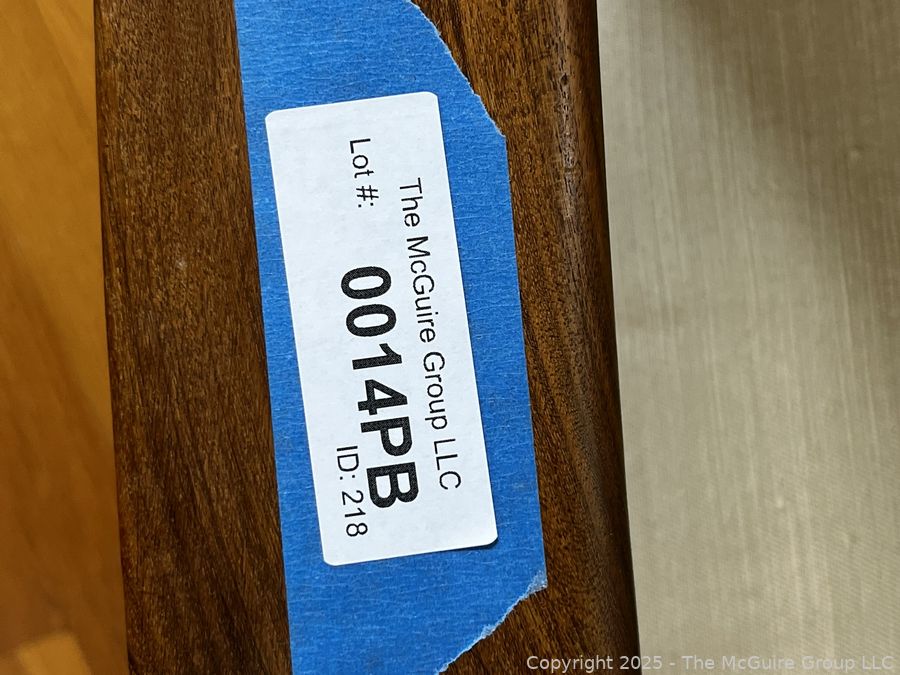 The McGuire Group LLC
Lot #: 0014PB
ID: 218
Copyright 2025 - The McGuire Group LLC